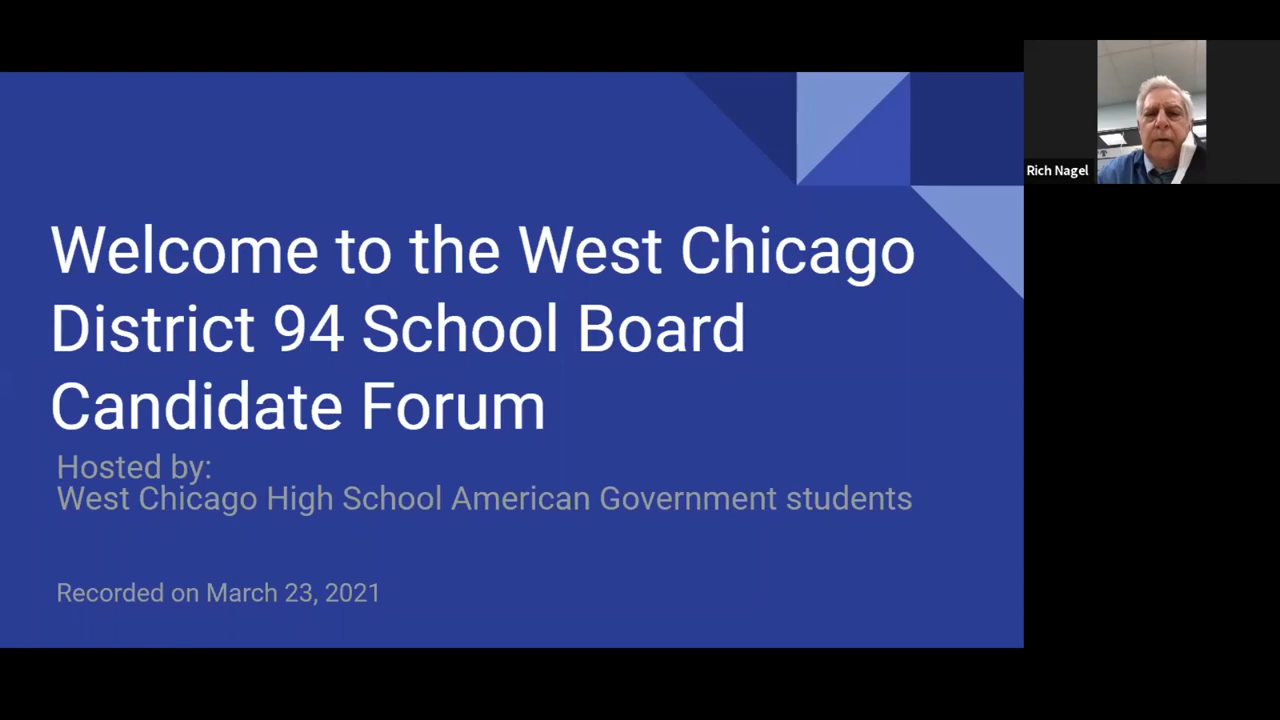 Welcome to the West Chicago
District 94 School Board
Candidate Forum
Hosted by:
West Chicago High School American Government students
Recorded on March 23, 2021
Rich Nagel